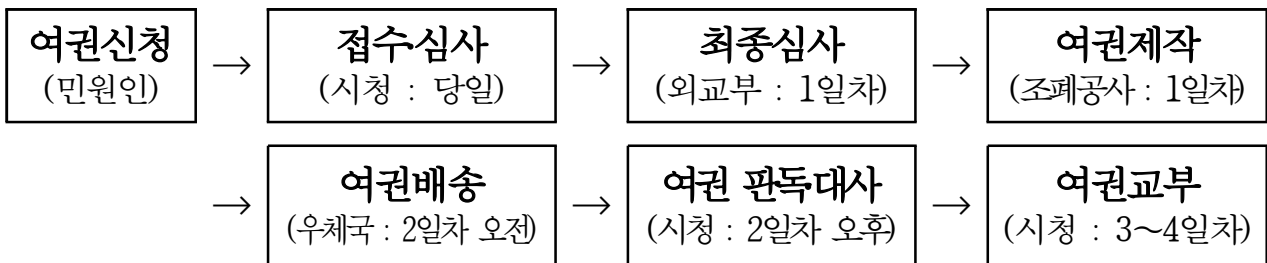 여권신청
(민원인)
→
접수·심사
(시청 : 당일)
→
최종심사
(외교부 : 1일차)
→
여권제작
(조폐공사 : 1일차)
→
여권배송
(우체국 : 2일차 오전)
→
여권 판독대사
(시청 : 2일차 오후)
→
여권교부
(시청 : 3~4일차)